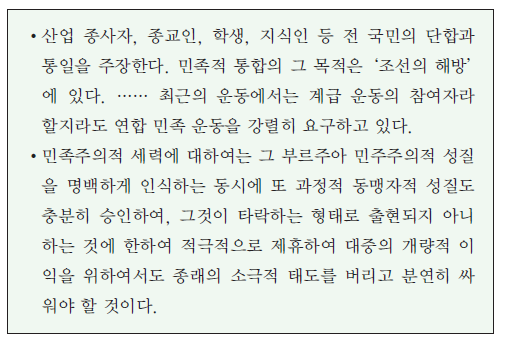 • 산업 종사자, 종교인, 학생, 지식인 등 전 국민의 단합과
통일을 주장한다. 민족적 통합의 그 목적은 ‘조선의 해방’
에 있다. …… 최근의 운동에서는 계급 운동의 참여자라
할지라도 연합 민족 운동을 강렬히 요구하고 있다.
• 민족주의적 세력에 대하여는 그 부르주아 민주주의적 성질
을 명백하게 인식하는 동시에 또 과정적 동맹자적 성질도
충분히 승인하여, 그것이 타락하는 형태로 출현되지 아니
하는 것에 한하여 적극적으로 제휴하여 대중의 개량적 이
익을 위하여서도 종래의 소극적 태도를 버리고 분연히 싸
워야 할 것이다.